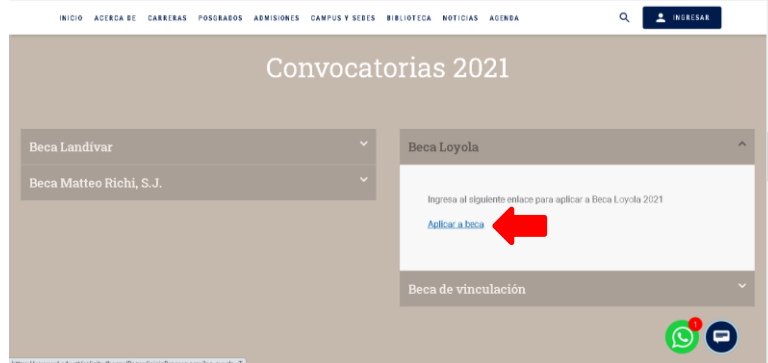 INICIO ACERCA DE CARRERAS POSGRADOS ADMISIONES CAMPUS Y SEDES BIBLIOTECA NOTICIAS AGENDA INGRESAR
Convocatorias 2021
Beca Landívar
Beca Matteo Richi, S.J.
Beca Loyola
Ingresa al siguiente enlace para aplicar a Beca Loyola 2021
Aplicar a beca
Beca de vinculación
1